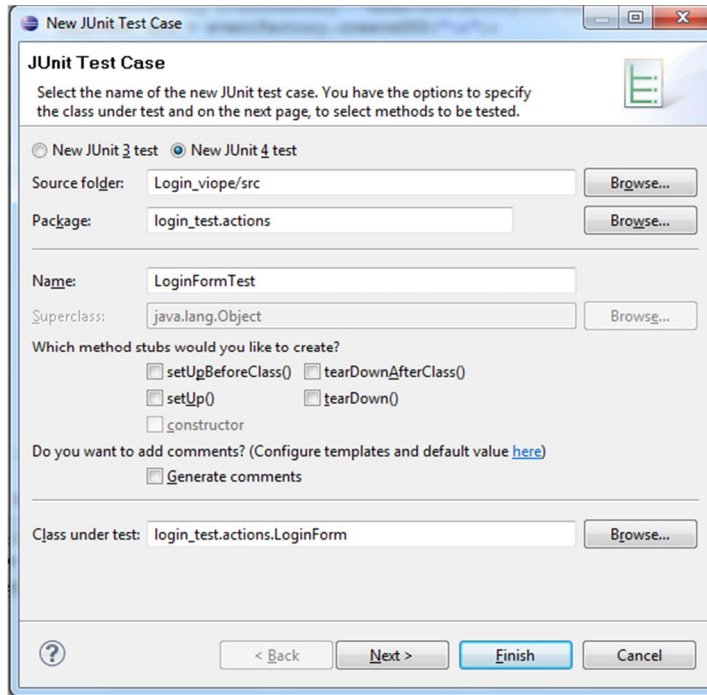 New JUnit Test Case
JUnit Test Case
Select the name of the new JUnit test case. You have the options to specify
the class under test and on the next page, to select methods to be tested.
New JUnit 3 test New JUnit 4 test
Source folder: Login_viope/src Browse...
Package: login_test.actions Browse...
Name: LoginFormTest
Superclass: java.lang.Object Browse...
Which method stubs would you like to create?
setUpBeforeClass() tearDownAfterClass()
setUp() tearDown()
constructor
Do you want to add comments? (Configure templates and default value here)
Generate comments
Class under test: login_test.actions.LoginForm Browse...
? < Back Next > Finish Cancel